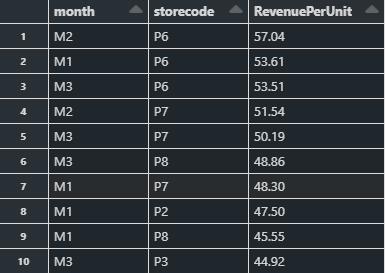 month storecode RevenuePerUnit
1 M2 P6 57.04
2 M1 P6 53.61
3 M3 P6 53.51
4 M2 P7 51.54
5 M3 P7 50.19
6 M3 P8 48.86
7 M1 P7 48.30
8 M1 P2 47.50
9 M1 P8 45.55
10 M3 P3 44.92